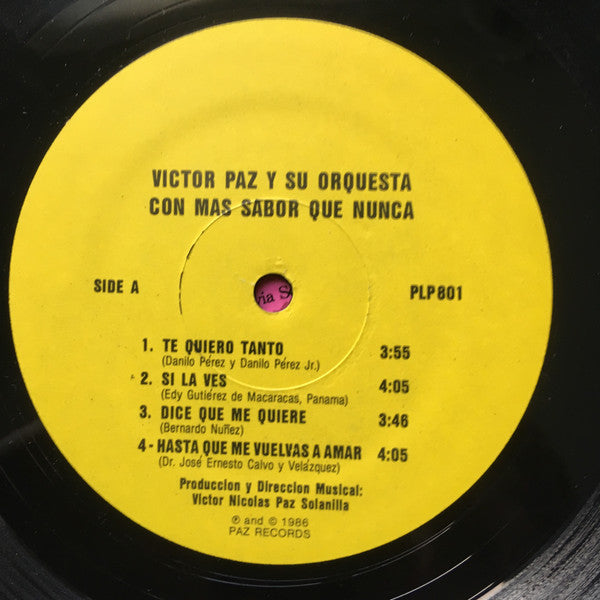 VICTOR PAZ Y SU ORQUESTA
CON MAS SABOR QUE NUNCA
SIDE A
PLP801
via S
1. TE QUIERO TANTO 3:55
(Danilo Pérez y Danilo Pérez Jr.)
2. SI LA VES 4:05
(Edy Gutiérez de Macaracas, Panama)
3. DICE QUE ME QUIERE 3:46
(Bernardo Nuñez)
4-HASTA QUE ME VUELVAS A AMAR 4:05
(Dr. José Ernesto Calvo y Velázquez)
Produccion y Direccion Musical:
Victor Nicolas Paz Solanilla
℗ and © 1986
PAZ RECORDS